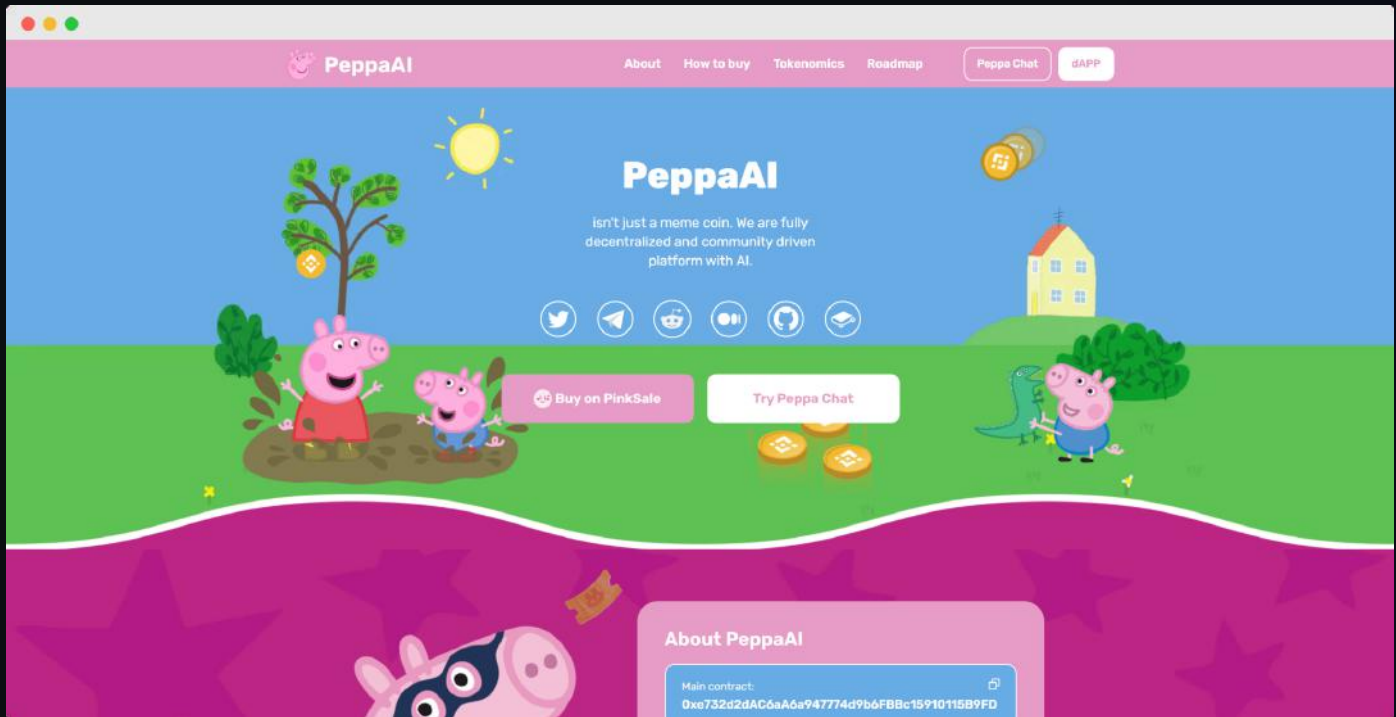 PeppaAI
About How to buy Tokenomics Roadmap Peppa Chat dAPP
PeppaAI
isn't just a meme coin. We are fully
decentralized and community driven
platform with AI.
Buy on PinkSale Try Peppa Chat
About PeppaAI
Main contract:
0xe732d2dAC6aA6a947774d9b6FBBc15910115B9FD